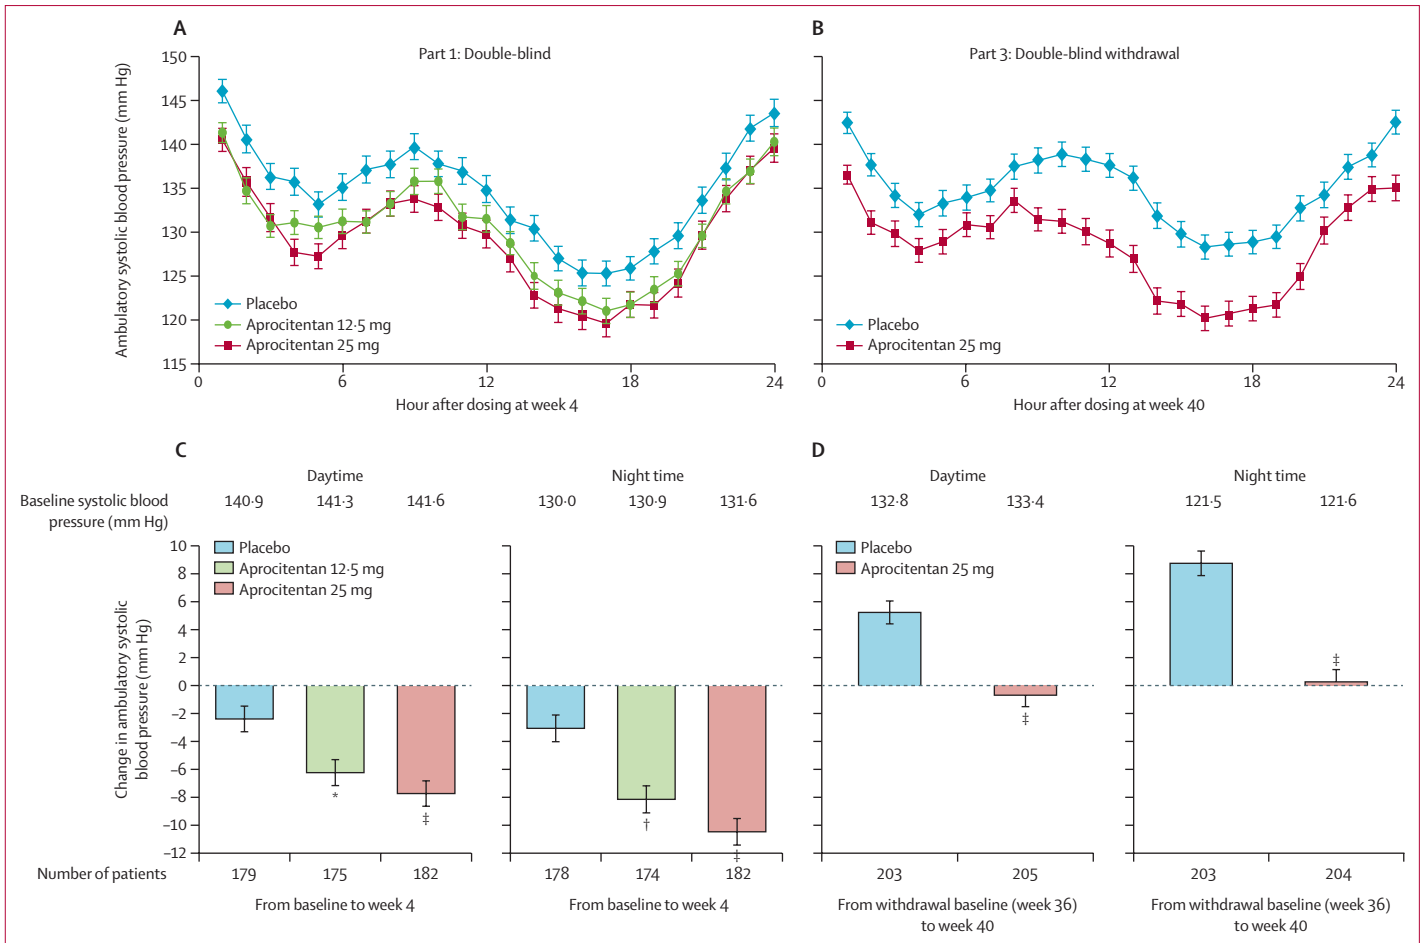 A
Part 1: Double-blind
Ambulatory systolic blood pressure (mm Hg)
150
145
140
135
130
125
120
115
Placebo
Aprocitentan 12·5 mg
Aprocitentan 25 mg
0 6 12 18 24
Hour after dosing at week 4
B
Part 3: Double-blind withdrawal
Placebo
Aprocitentan 25 mg
0 6 12 18 24
Hour after dosing at week 40
C
Daytime
Night time
Baseline systolic blood
pressure (mm Hg)
140·9 141·3 141·6
130·0 130·9 131·6
Change in ambulatory systolic
blood pressure (mm Hg)
10
8
6
4
2
0
−2
−4
−6
−8
−10
−12
Placebo
Aprocitentan 12·5 mg
Aprocitentan 25 mg
*
‡
†
‡
Number of patients
179 175 182
178 174 182
From baseline to week 4
From baseline to week 4
D
Daytime
Night time
132·8 133·4
121·5 121·6
Placebo
Aprocitentan 25 mg
‡
‡
203 205
203 204
From withdrawal baseline (week 36)
to week 40
From withdrawal baseline (week 36)
to week 40